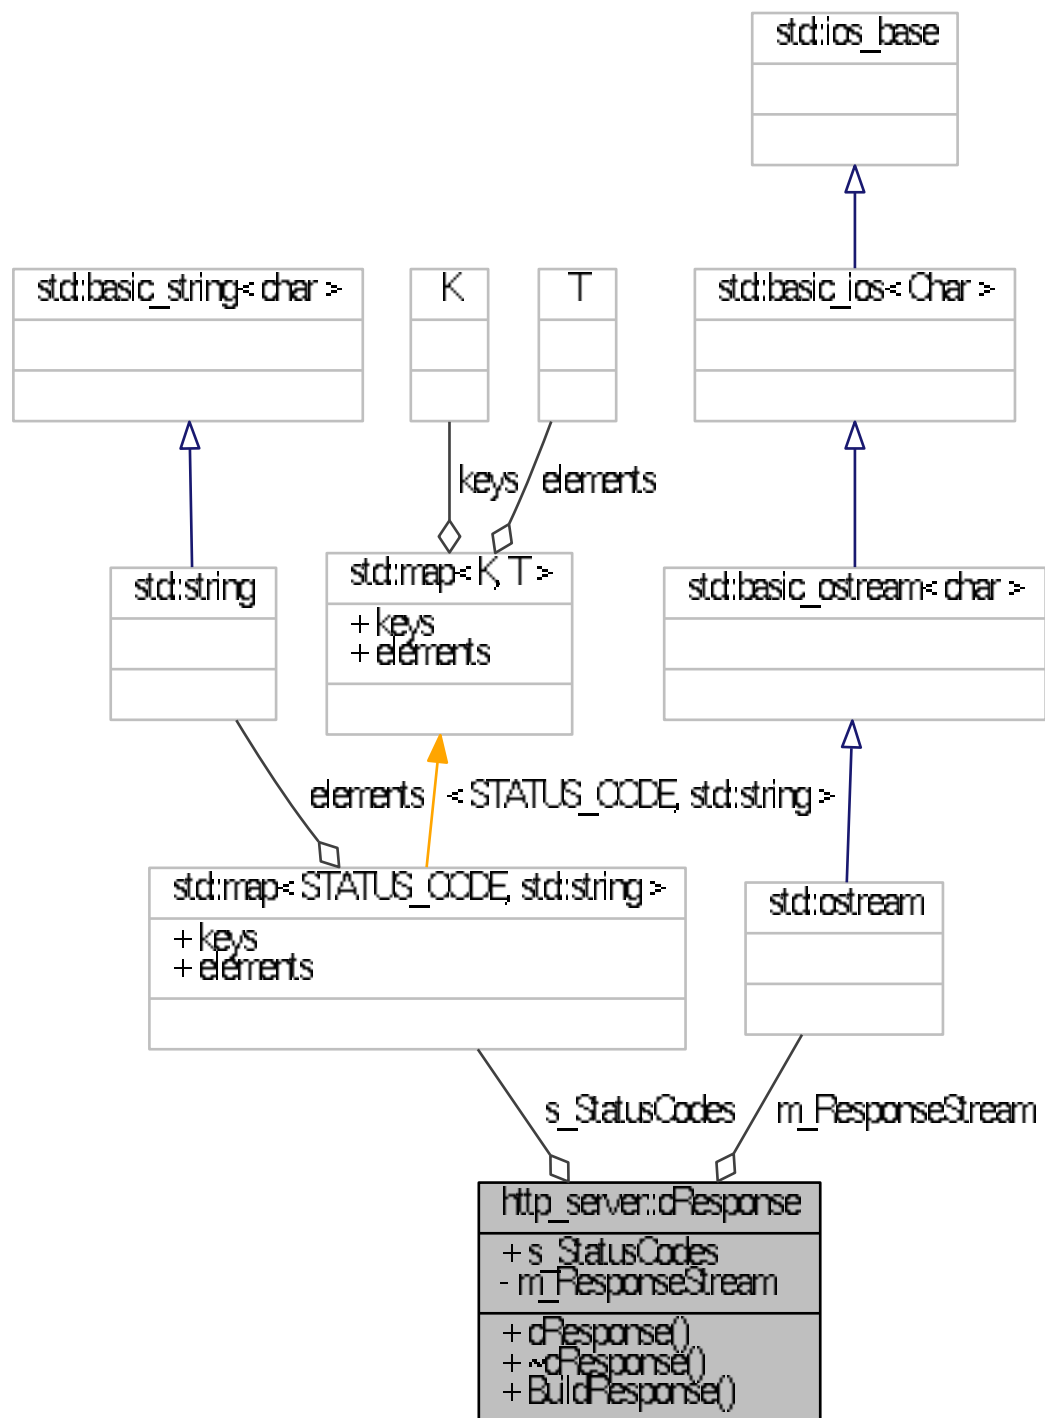 std::ios_base
std::basic_string< char >
K
T
std::basic_ios< Char >
keys
elements
std::string
std::map< K, T >
+ keys
+ elements
std::basic_ostream< char >
elements
< STATUS_CODE, std::string >
std::map< STATUS_CODE, std::string >
+ keys
+ elements
std::ostream
s_StatusCodes
m_ResponseStream
http_server::cResponse
+ s_StatusCodes
- m_ResponseStream
+ cResponse()
+ ~cResponse()
+ BuildResponse()